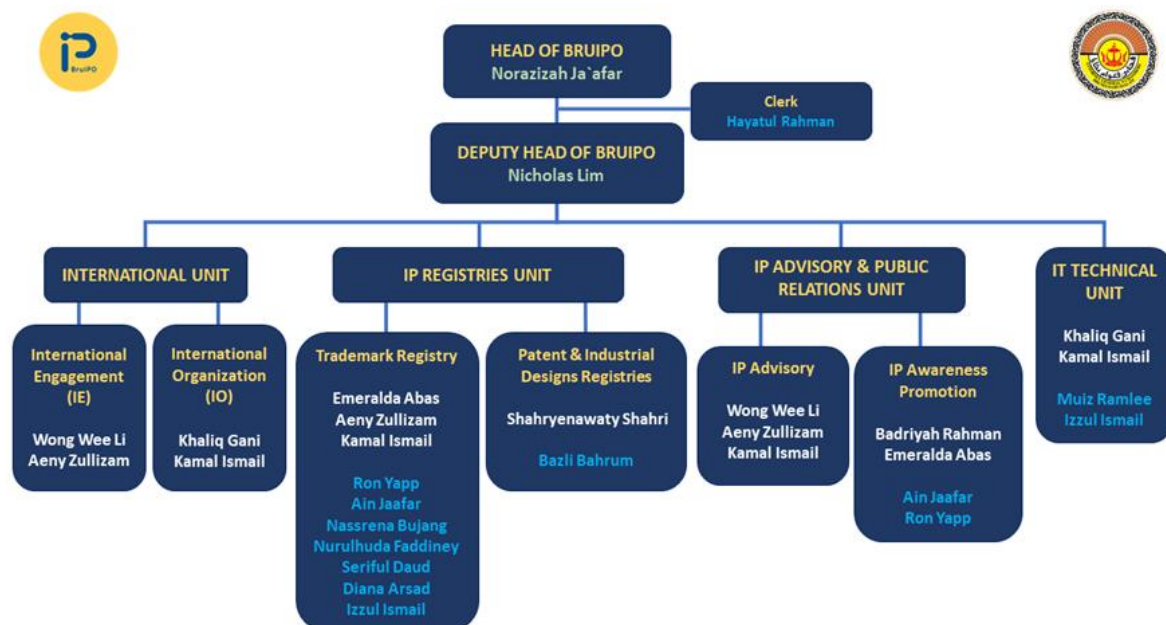 iP
BruIPO
HEAD OF BRUIPO
Norazizah Ja`afar
Clerk
Hayatul Rahman
DEPUTY HEAD OF BRUIPO
Nicholas Lim
INTERNATIONAL UNIT
International
Engagement
(IE)
Wong Wee Li
Aeny Zullizam
International
Organization
(IO)
Khaliq Gani
Kamal Ismail
IP REGISTRIES UNIT
Trademark Registry
Emeralda Abas
Aeny Zullizam
Kamal Ismail
Ron Yapp
Ain Jaafar
Nassrena Bujang
Nurulhuda Faddiney
Seriful Daud
Diana Arsad
Izzul Ismail
Patent & Industrial
Designs Registries
Shahryenawaty Shahri
Bazli Bahrum
IP ADVISORY & PUBLIC
RELATIONS UNIT
IP Advisory
Wong Wee Li
Aeny Zullizam
Kamal Ismail
IP Awareness
Promotion
Badriyah Rahman
Emeralda Abas
Ain Jaafar
Ron Yapp
IT TECHNICAL
UNIT
Khaliq Gani
Kamal Ismail
Muiz Ramlee
Izzul Ismail